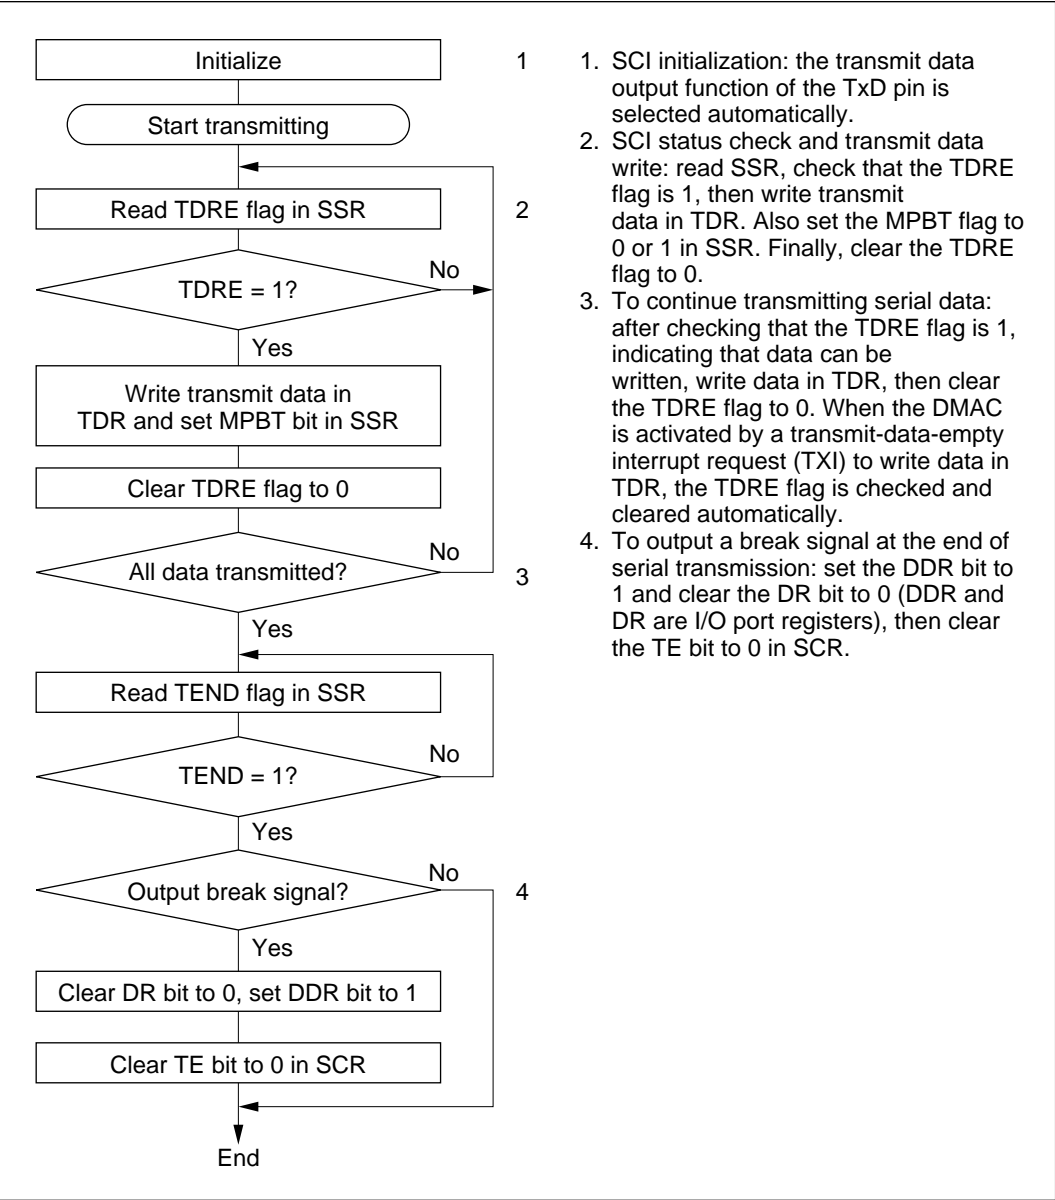 Initialize
1
Start transmitting
Read TDRE flag in SSR
2
TDRE = 1?
No
Yes
Write transmit data in
TDR and set MPBT bit in SSR
Clear TDRE flag to 0
All data transmitted?
No
3
Yes
Read TEND flag in SSR
TEND = 1?
No
Yes
Output break signal?
No
4
Yes
Clear DR bit to 0, set DDR bit to 1
Clear TE bit to 0 in SCR
End
1. SCI initialization: the transmit data
output function of the TxD pin is
selected automatically.
2. SCI status check and transmit data
write: read SSR, check that the TDRE
flag is 1, then write transmit
data in TDR. Also set the MPBT flag to
0 or 1 in SSR. Finally, clear the TDRE
flag to 0.
3. To continue transmitting serial data:
after checking that the TDRE flag is 1,
indicating that data can be
written, write data in TDR, then clear
the TDRE flag to 0. When the DMAC
is activated by a transmit-data-empty
interrupt request (TXI) to write data in
TDR, the TDRE flag is checked and
cleared automatically.
4. To output a break signal at the end of
serial transmission: set the DDR bit to
1 and clear the DR bit to 0 (DDR and
DR are I/O port registers), then clear
the TE bit to 0 in SCR.